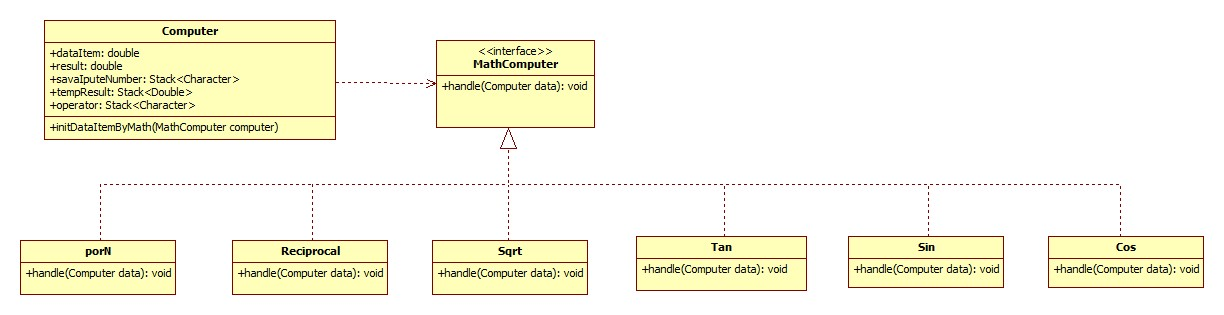 Computer
+dataItem: double
+result: double
+savaIputeNumber: Stack<Character>
+tempResult: Stack<Double>
+operator: Stack<Character>
+initDataItemByMath(MathComputer computer)
<<interface>>
MathComputer
+handle(Computer data): void
porN
+handle(Computer data): void
Reciprocal
+handle(Computer data): void
Sqrt
+handle(Computer data): void
Tan
+handle(Computer data): void
Sin
+handle(Computer data): void
Cos
+handle(Computer data): void